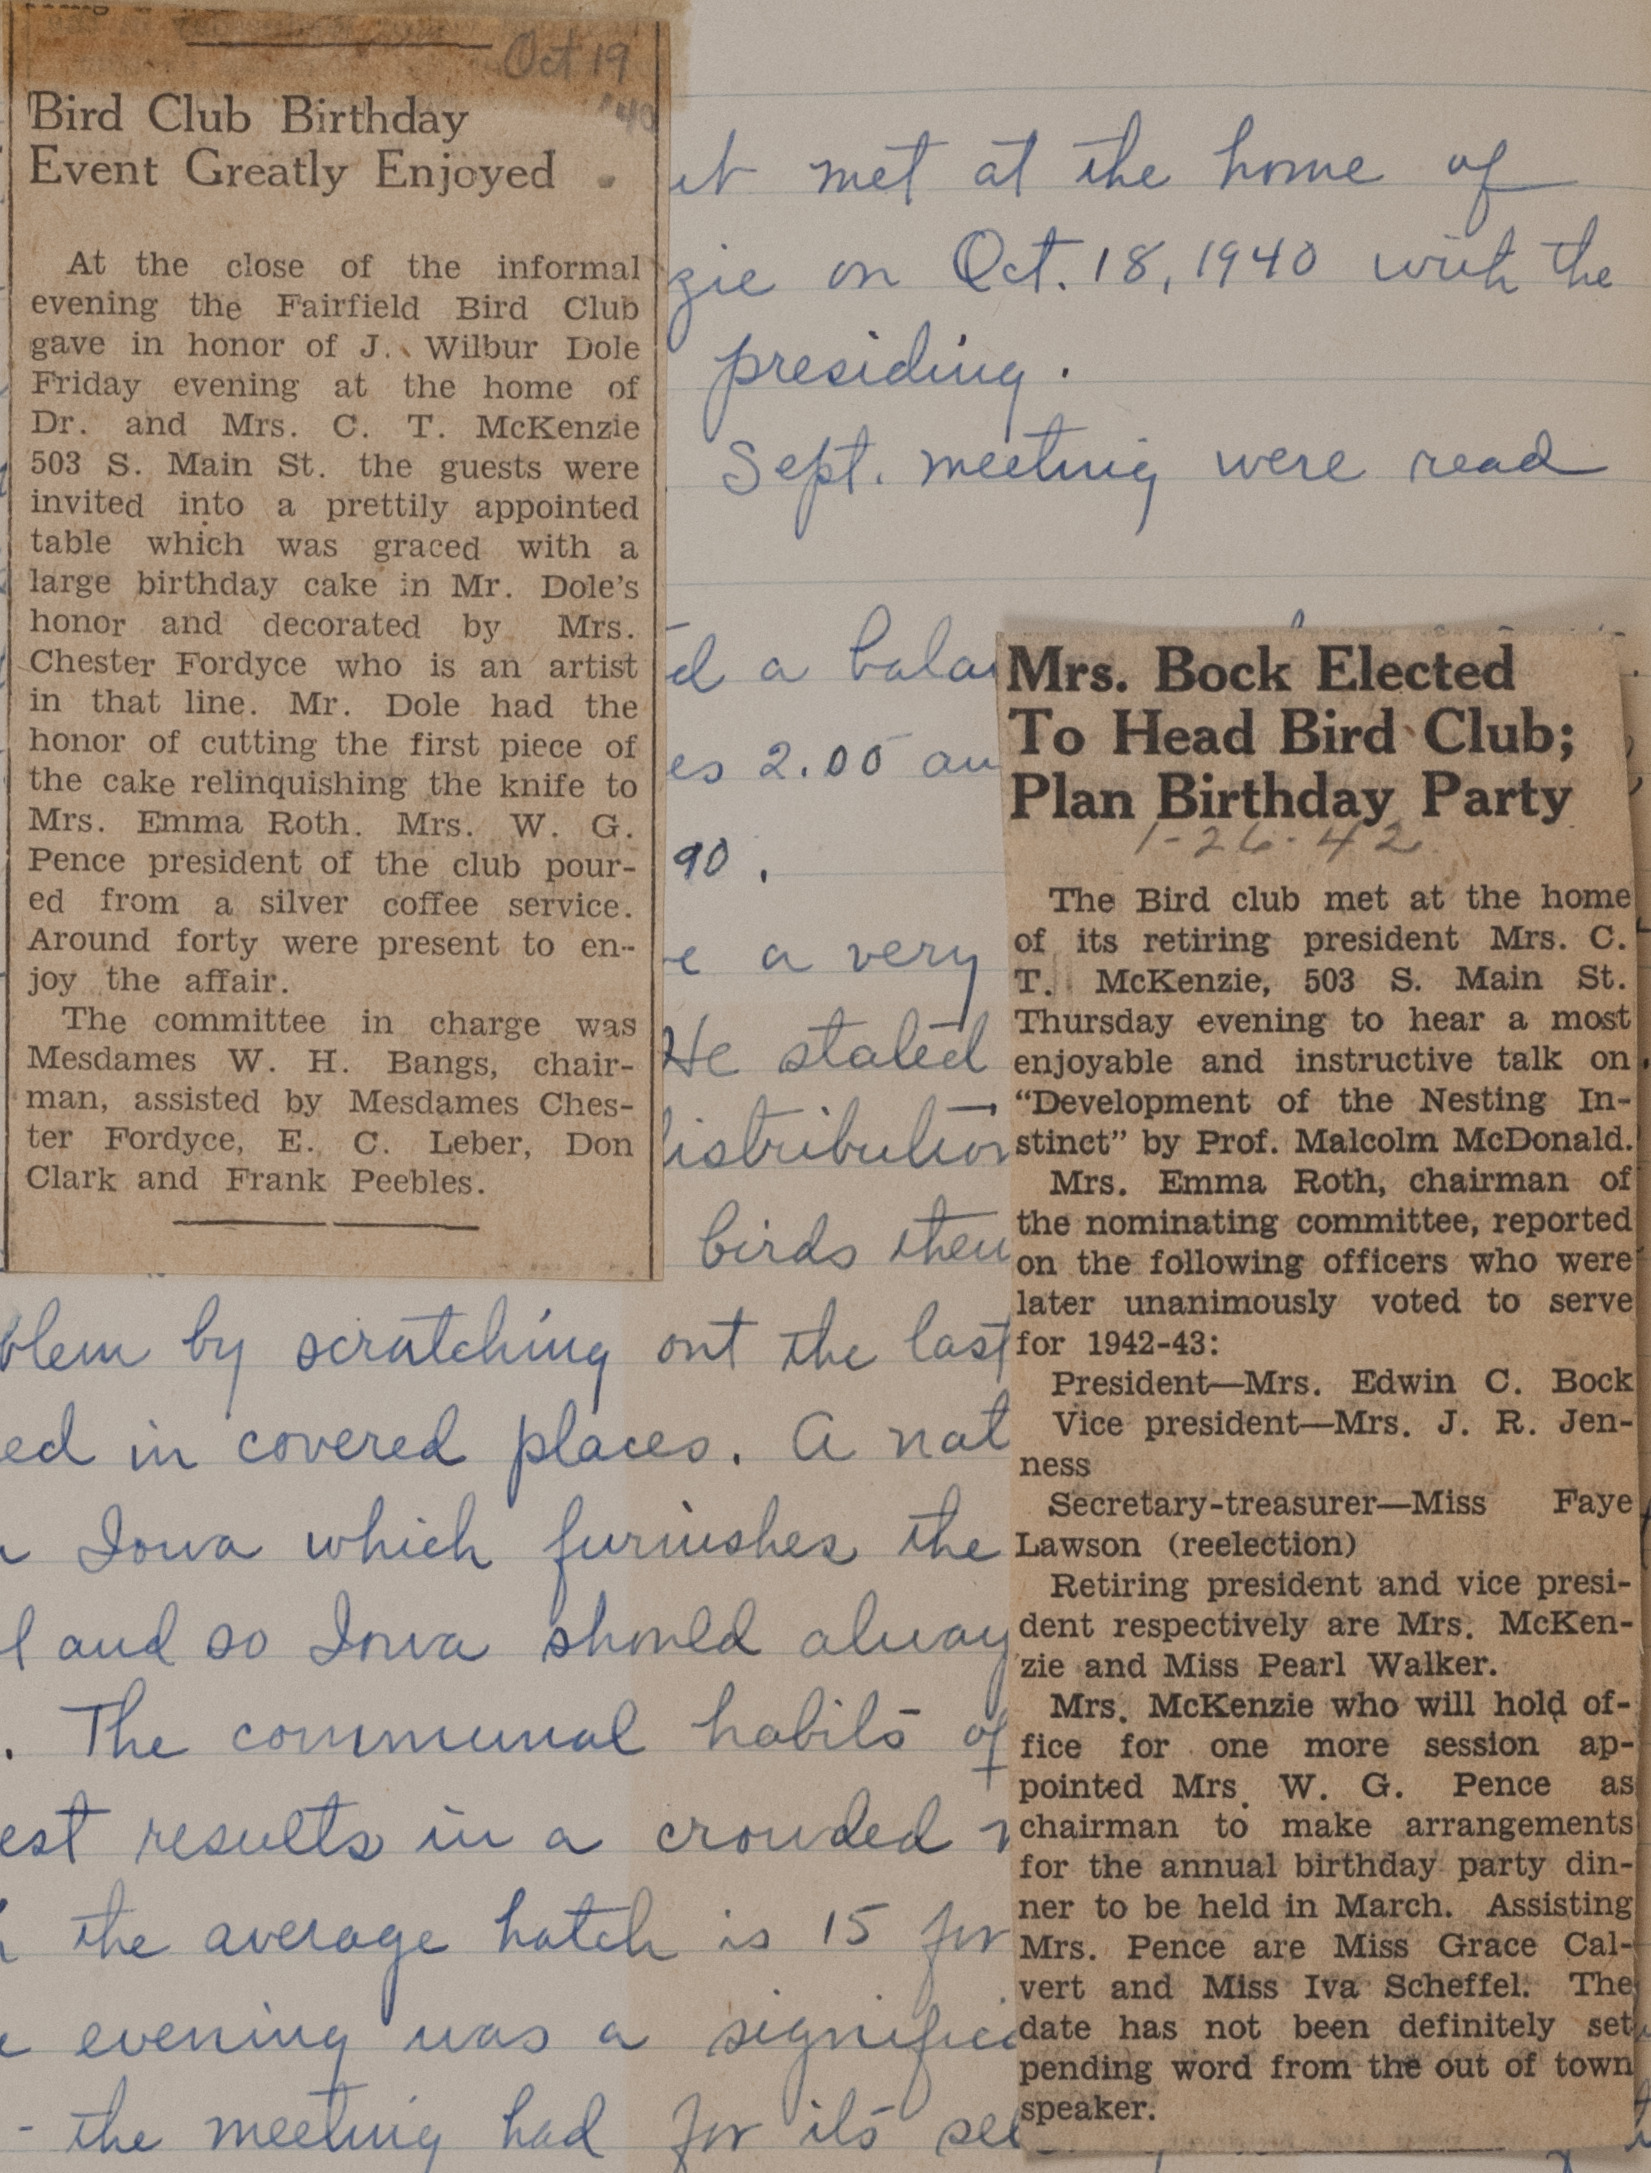 Oct 19
'40
Bird Club Birthday
Event Greatly Enjoyed
At the close of the informal
evening the Fairfield Bird Club
gave in honor of J. Wilbur Dole
Friday evening at the home of
Dr. and Mrs. C. T. McKenzie
503 S. Main St. the guests were
invited into a prettily appointed
table which was graced with a
large birthday cake in Mr. Dole's
honor and decorated by Mrs.
Chester Fordyce who is an artist
in that line. Mr. Dole had the
honor of cutting the first piece of
the cake relinquishing the knife to
Mrs. Emma Roth. Mrs. W. G.
Pence president of the club pour-
ed from a silver coffee service.
Around forty were present to en-
joy the affair.
The committee in charge was
Mesdames W. H. Bangs, chair-
man, assisted by Mesdames Ches-
ter Fordyce, E. C. Leber, Don
Clark and Frank Peebles.
met at the home of
zie on Oct. 18, 1940 with the
presiding.
Sept. meeting were read
d a balan
es 2.00 an
90.
e a very
He stated
distribution
birds then
blem by scratching out the last
ed in covered places. A nat
Iowa which furnishes the
l and so Iowa should alway
. The communal habits of
est results in a crowded
the average hatch is 15 for
evening was a signific
- the meeting had for its sel
Mrs. Bock Elected
To Head Bird Club;
Plan Birthday Party
1-26-42
The Bird club met at the home
of its retiring president Mrs. C.
T. McKenzie, 503 S. Main St.
Thursday evening to hear a most
enjoyable and instructive talk on
"Development of the Nesting In-
stinct" by Prof. Malcolm McDonald.
Mrs. Emma Roth, chairman of
the nominating committee, reported
on the following officers who were
later unanimously voted to serve
for 1942-43:
President—Mrs. Edwin C. Bock
Vice president—Mrs. J. R. Jen-
ness
Secretary-treasurer—Miss Faye
Lawson (reelection)
Retiring president and vice presi-
dent respectively are Mrs. McKen-
zie and Miss Pearl Walker.
Mrs. McKenzie who will hold of-
fice for one more session ap-
pointed Mrs. W. G. Pence as
chairman to make arrangements
for the annual birthday party din-
ner to be held in March. Assisting
Mrs. Pence are Miss Grace Cal-
vert and Miss Iva Scheffel. The
date has not been definitely set
pending word from the out of town
speaker.